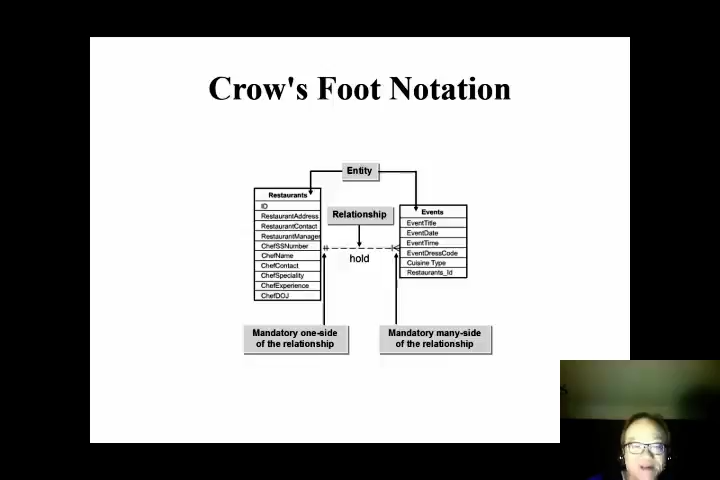 Crow's Foot Notation
Entity
Restaurants
ID
RestaurantAddress
RestaurantContact
RestaurantManager
ChefSSNumber
ChefName
ChefContact
ChefSpeciality
ChefExperience
ChefDOJ
Relationship
hold
Events
EventTitle
EventDate
EventTime
EventDressCode
Cuisine Type
Restaurants_Id
Mandatory one-side
of the relationship
Mandatory many-side
of the relationship